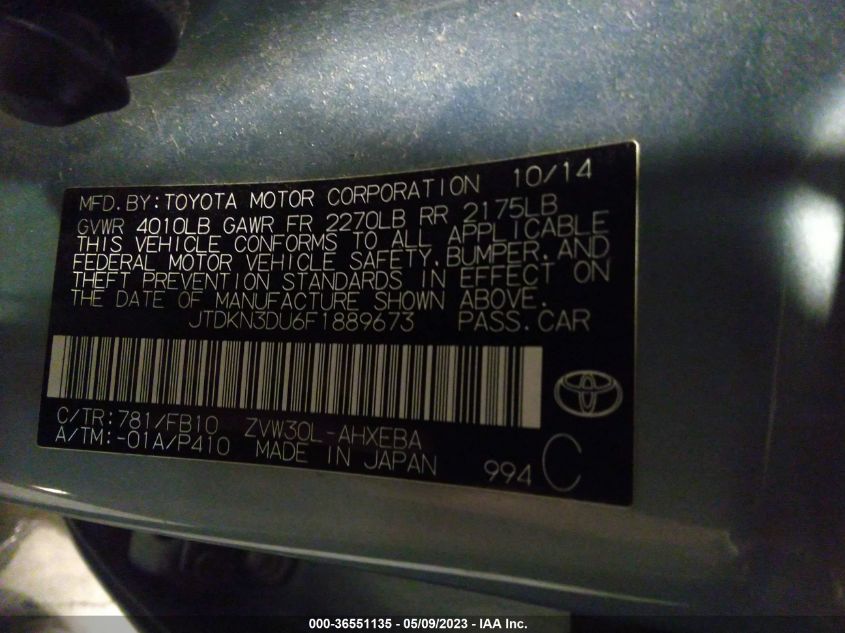 MFD.BY:TOYOTA MOTOR CORPORATION 10/14
GVWR 4010LB GAWR FR 2270LB RR 2175LB
THIS VEHICLE CONFORMS TO ALL APPLICABLE
FEDERAL MOTOR VEHICLE SAFETY,BUMPER,AND
THEFT PREVENTION STANDARDS IN EFFECT ON
THE DATE OF MANUFACTURE SHOWN ABOVE.
JTDKN3DU6F1889673 PASS.CAR
C/TR:781/FB10 ZVW30L-AHXEBA
A/TM:-01A/P410 MADE IN JAPAN 994 C
000-36551135 - 05/09/2023 - IAA Inc.